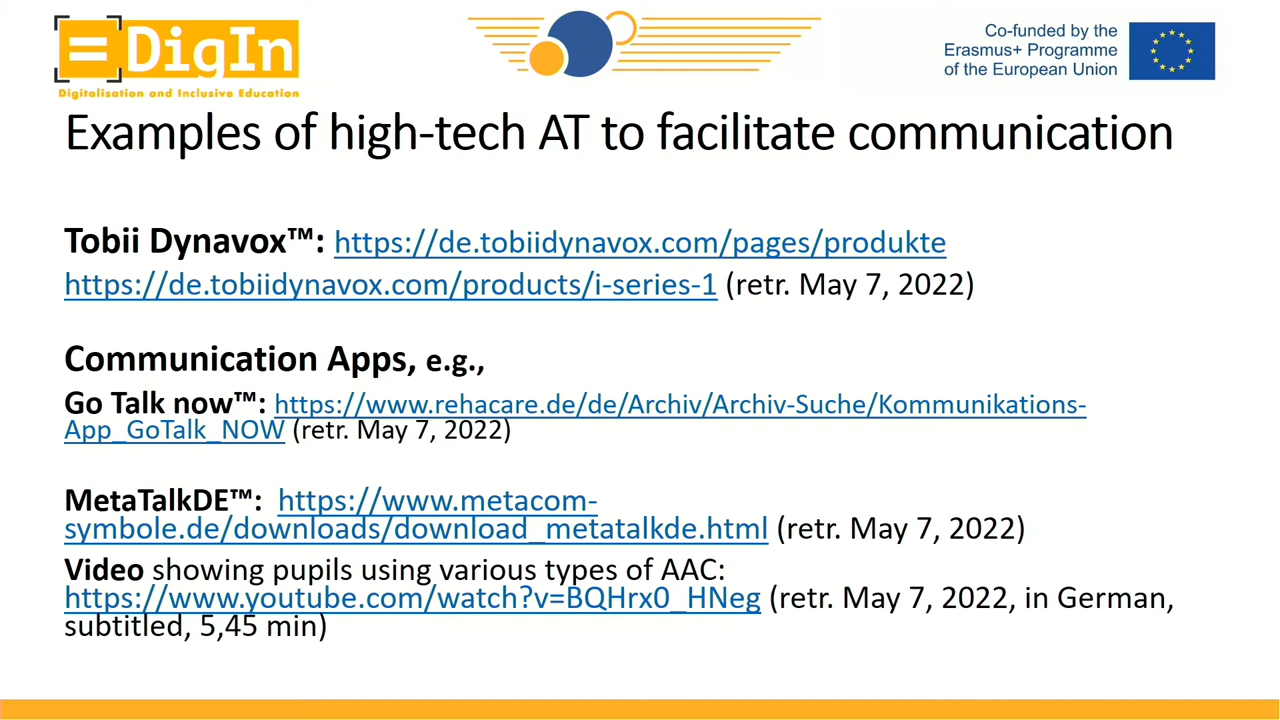 = DigIn
Digitalisation and Inclusive Education
Co-funded by the
Erasmus+ Programme
of the European Union
Examples of high-tech AT to facilitate communication
Tobii Dynavox™: https://de.tobiidynavox.com/pages/produkte
https://de.tobiidynavox.com/products/i-series-1 (retr. May 7, 2022)
Communication Apps, e.g.,
Go Talk now™: https://www.rehacare.de/de/Archiv/Archiv-Suche/Kommunikations-
App_GoTalk_NOW (retr. May 7, 2022)
MetaTalkDE™: https://www.metacom-
symbole.de/downloads/download_metatalkde.html (retr. May 7, 2022)
Video showing pupils using various types of AAC:
https://www.youtube.com/watch?v=BQHrx0_HNeg (retr. May 7, 2022, in German,
subtitled, 5,45 min)